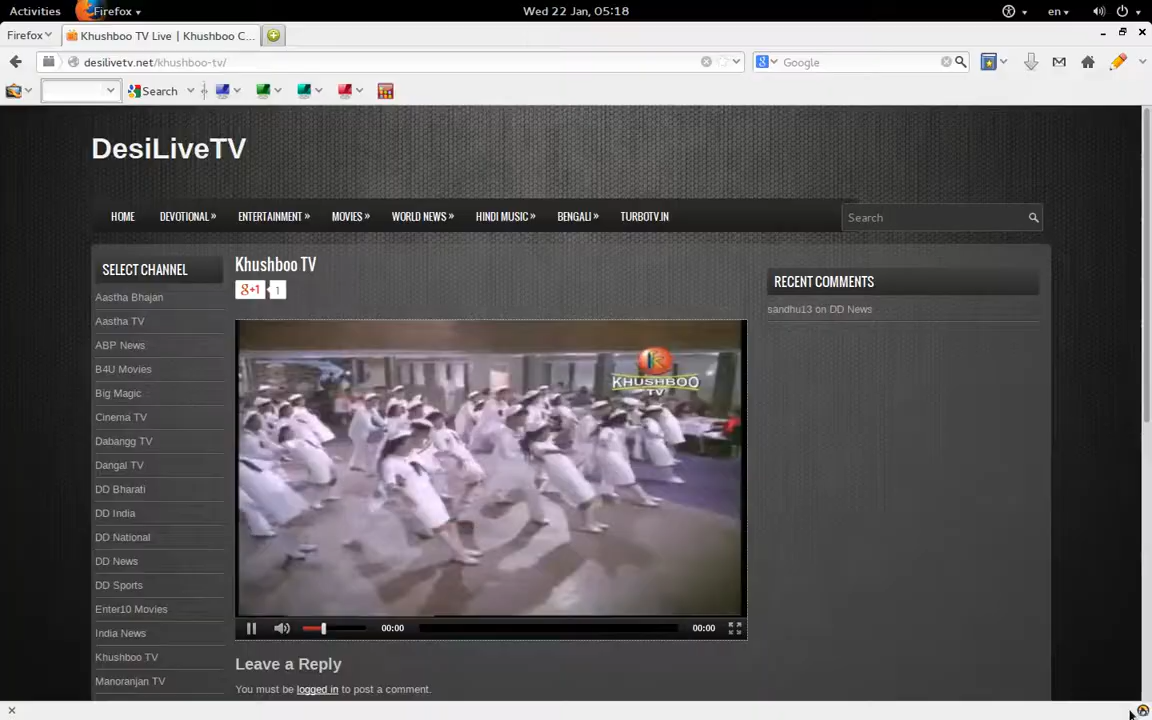 Activities Firefox Wed 22 Jan, 05:18 en
Firefox Khushboo TV Live | Khushboo C...
desilivetv.net/khushboo-tv/ Google
Search
DesiLiveTV
HOME DEVOTIONAL » ENTERTAINMENT » MOVIES » WORLD NEWS » HINDI MUSIC » BENGALI » TURBOTV.IN Search
SELECT CHANNEL
Aastha Bhajan
Aastha TV
ABP News
B4U Movies
Big Magic
Cinema TV
Dabangg TV
Dangal TV
DD Bharati
DD India
DD National
DD News
DD Sports
Enter10 Movies
India News
Khushboo TV
Manoranjan TV
Khushboo TV
g+1 1
K
KHUSHBOO
TV
00:00 00:00
Leave a Reply
You must be logged in to post a comment.
RECENT COMMENTS
sandhu13 on DD News